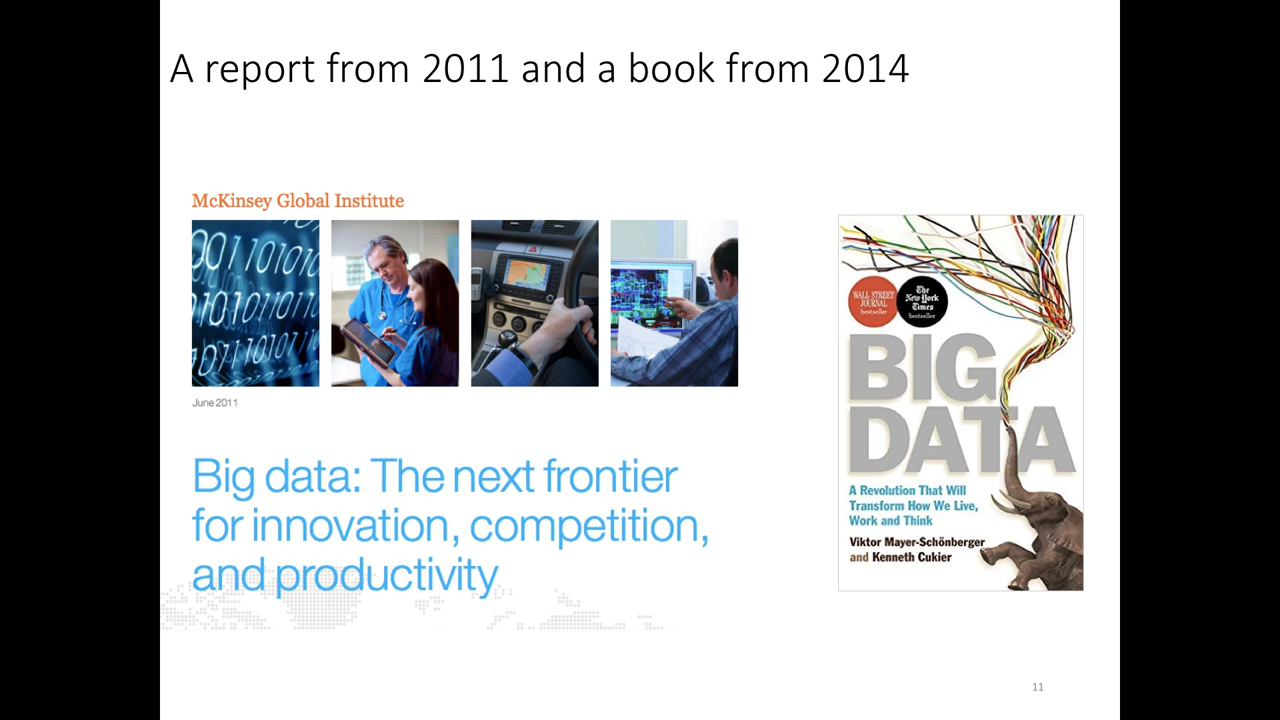 A report from 2011 and a book from 2014
McKinsey Global Institute
June 2011
Big data: The next frontier
for innovation, competition,
and productivity
WALL STREET
JOURNAL
bestseller
The
New York
Times
bestseller
BIG
DATA
A Revolution That Will
Transform How We Live,
Work and Think
Viktor Mayer-Schönberger
and Kenneth Cukier
11